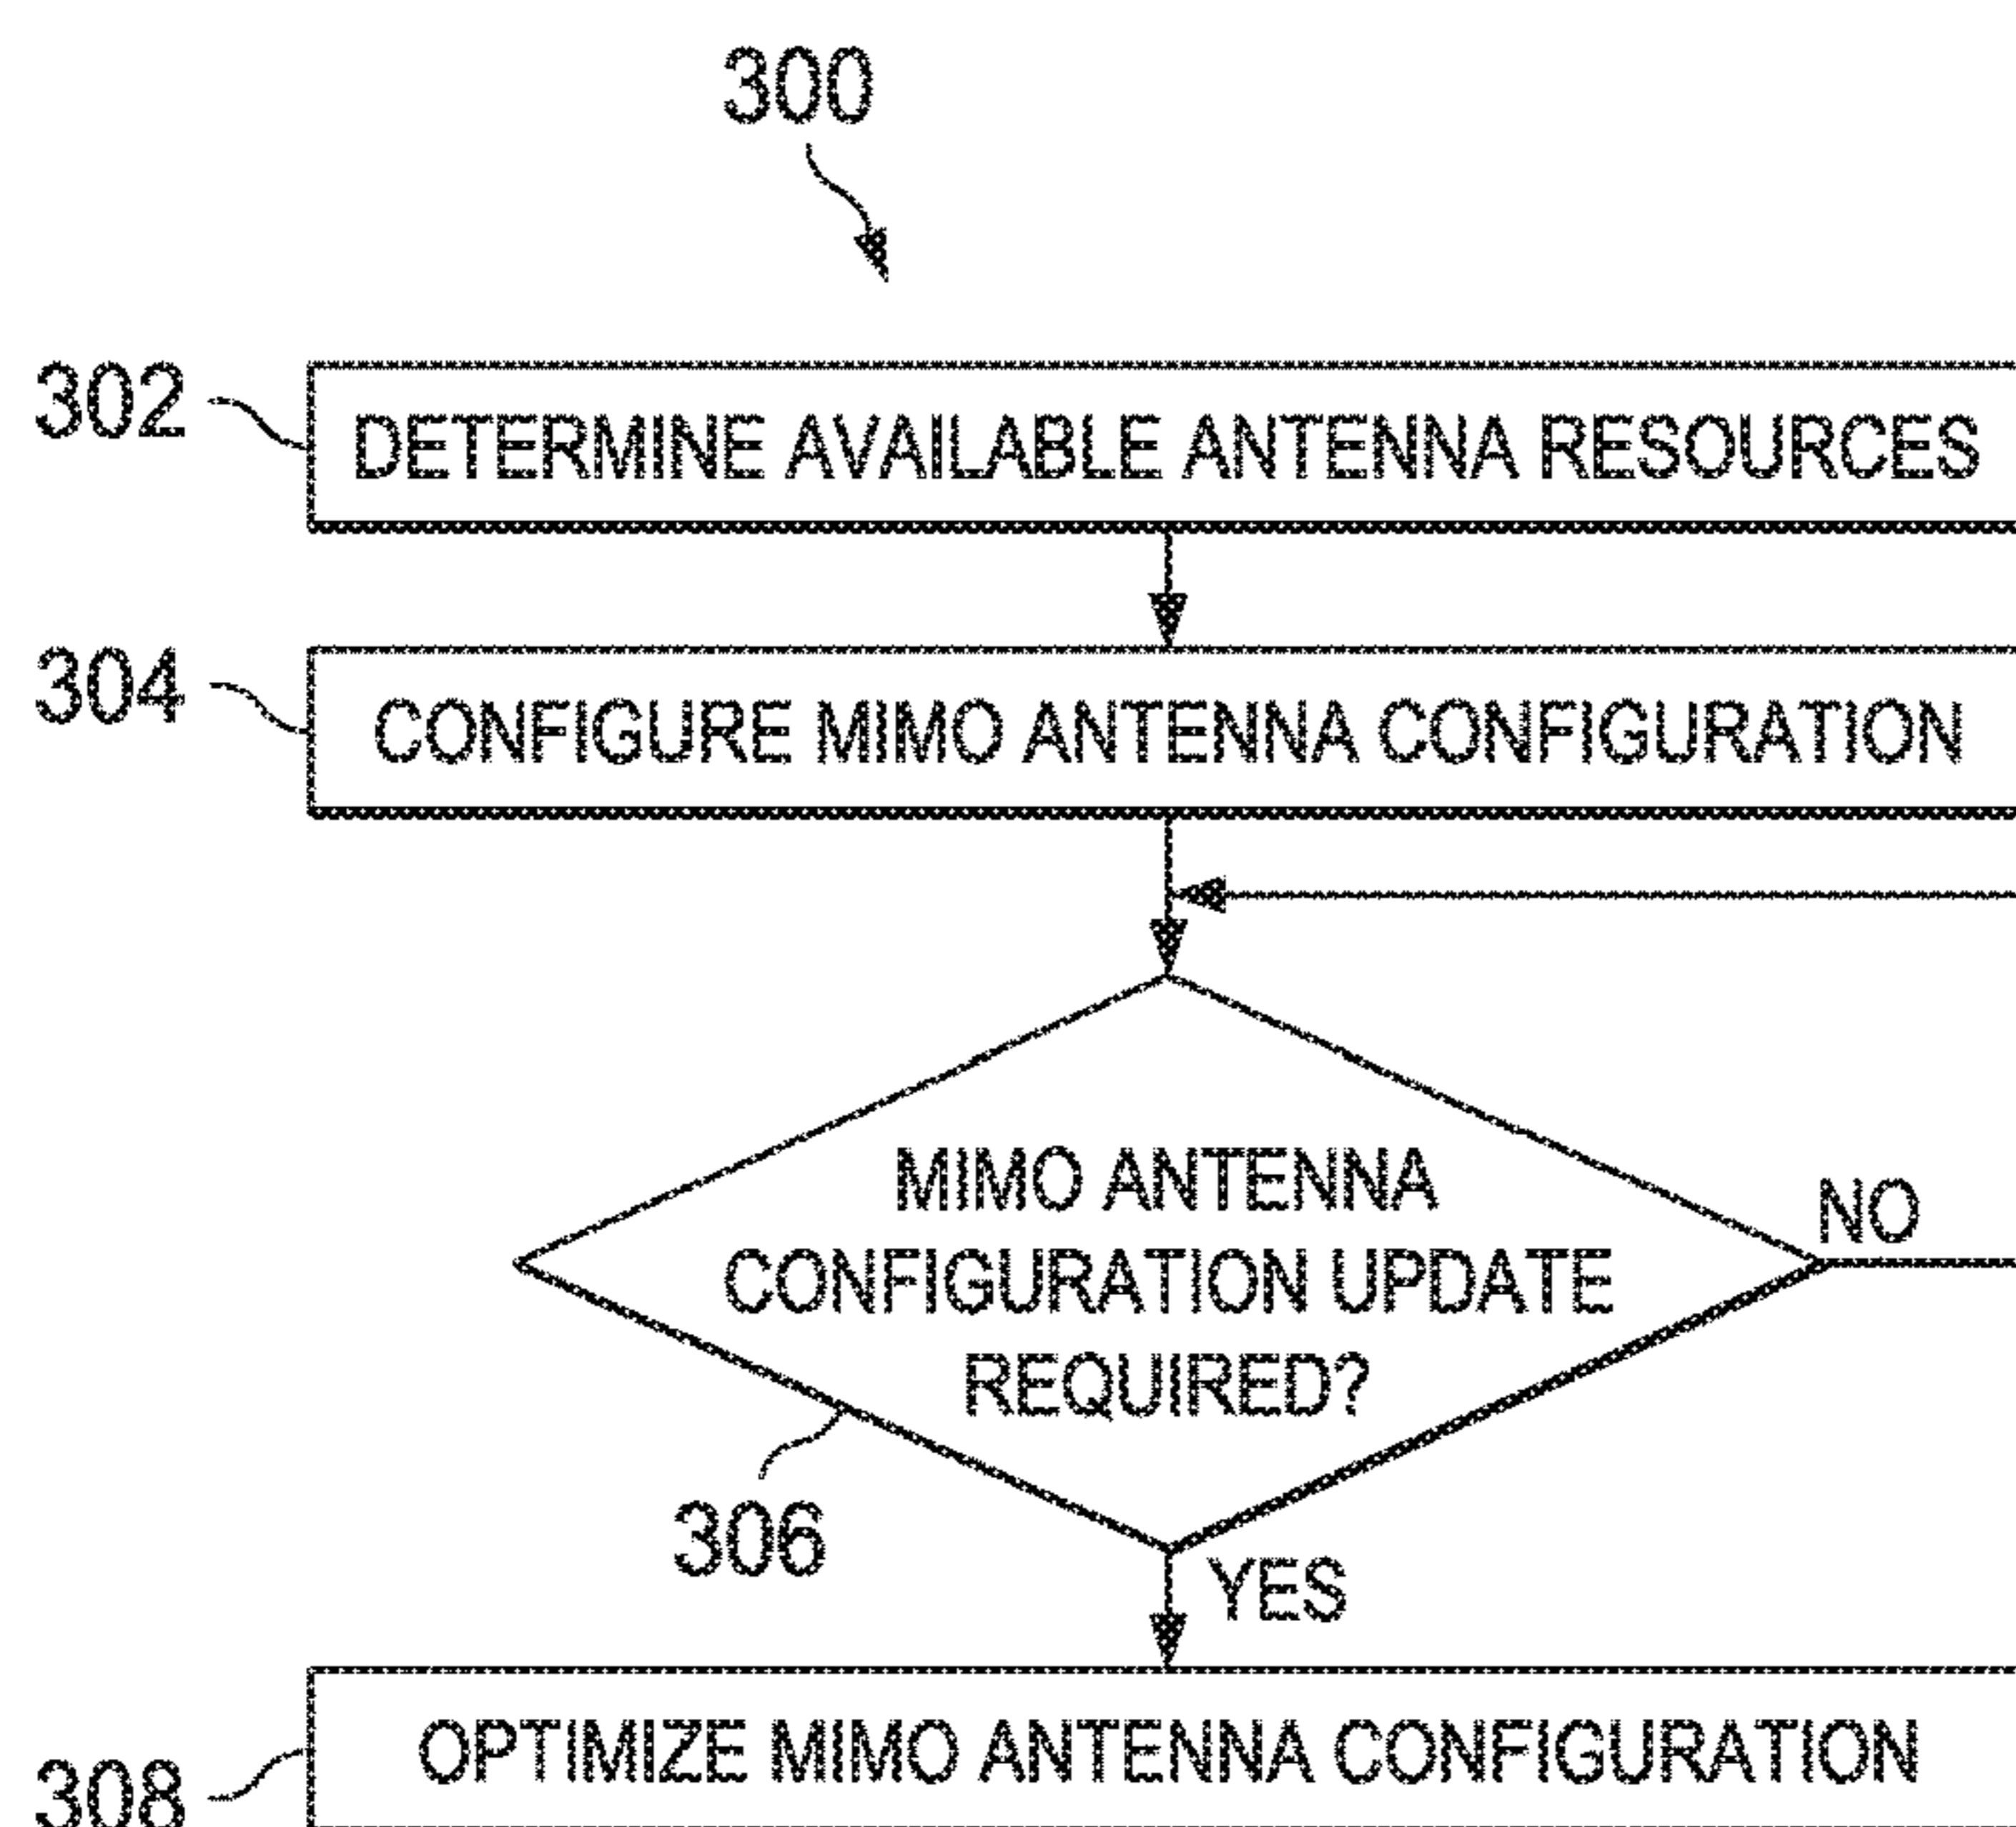 300
302
DETERMINE AVAILABLE ANTENNA RESOURCES
304
CONFIGURE MIMO ANTENNA CONFIGURATION
MIMO ANTENNA
CONFIGURATION UPDATE
REQUIRED?
NO
306
YES
308
OPTIMIZE MIMO ANTENNA CONFIGURATION